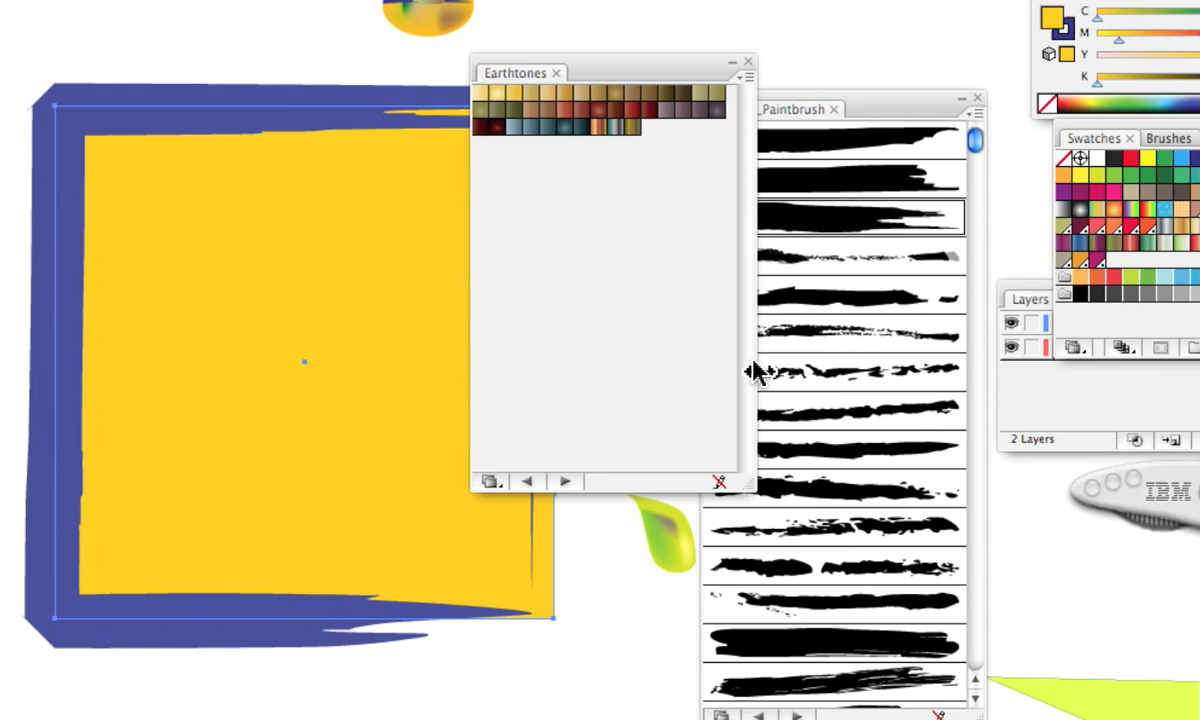 C
M
Y
K
Earthtones
_Paintbrush
Swatches
Brushes
Layers
2 Layers
IBM